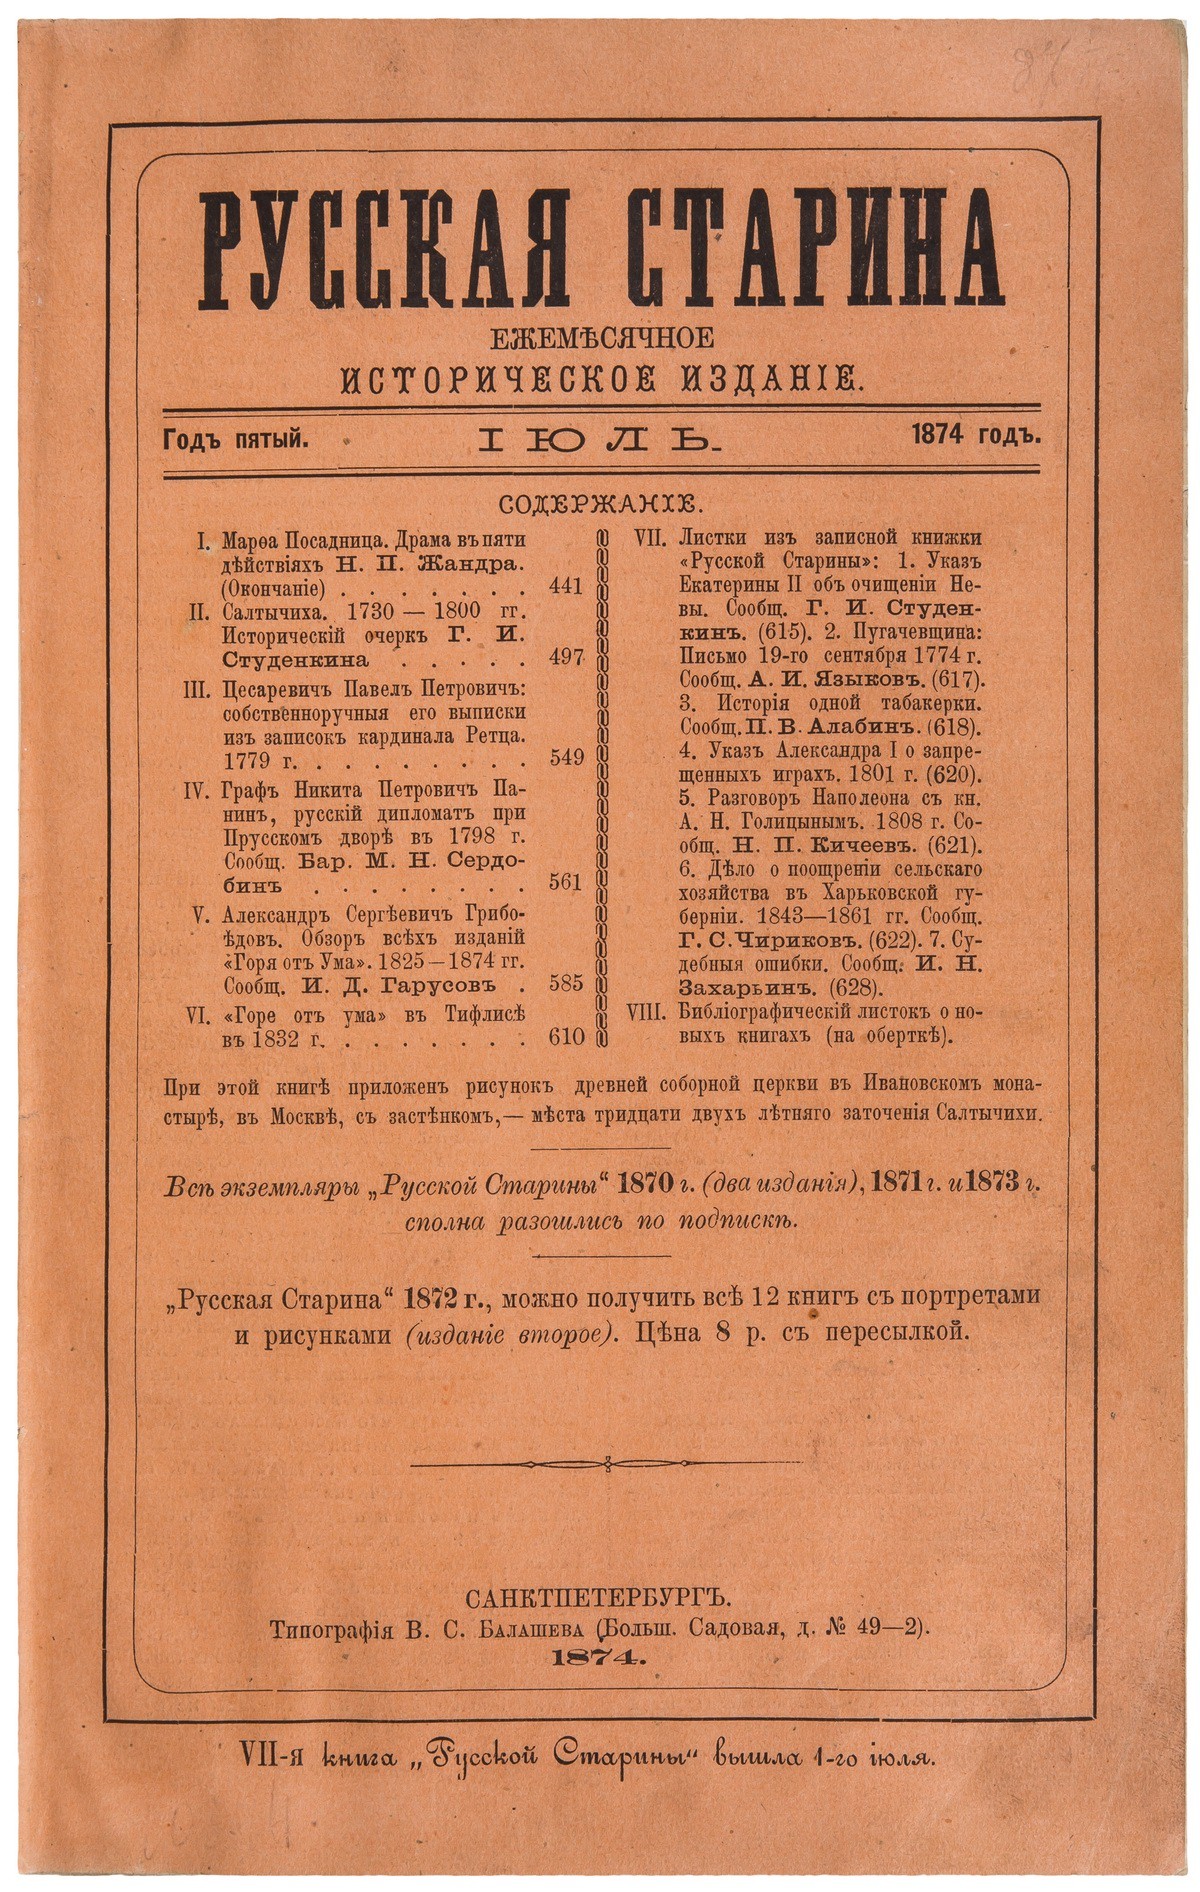 РУССКАЯ СТАРИНА
ЕЖЕМѢСЯЧНОЕ
ИСТОРИЧЕСКОЕ ИЗДАНІЕ.
Годъ пятый.
ІЮЛЬ.
1874 годъ.
СОДЕРЖАНІЕ.
I. Марѳа Посадница. Драма въ пяти
дѣйствіяхъ Н. П. Жандра.
(Окончаніе) . . . . . . . 441
II. Салтычиха. 1730 — 1800 гг.
Историческій очеркъ Г. И.
Студенкина . . . . . 497
III. Цесаревичъ Павелъ Петровичъ:
собственноручныя его выписки
изъ записокъ кардинала Ретца.
1779 г. . . . . . . . . . 549
IV. Графъ Никита Петровичъ Па-
нинъ, русскій дипломатъ при
Прусскомъ дворѣ въ 1798 г.
Сообщ. Бар. М. Н. Сердо-
бинъ . . . . . . . . 561
V. Александръ Сергѣевичъ Грибо-
ѣдовъ. Обзоръ всѣхъ изданій
«Горя отъ Ума». 1825—1874 гг.
Сообщ. И. Д. Гарусовъ . 585
VI. «Горе отъ ума» въ Тифлисѣ
въ 1832 г. . . . . . . . 610
VII. Листки изъ записной книжки
«Русской Старины»: 1. Указъ
Екатерины II объ очищеніи Не-
вы. Сообщ. Г. И. Студен-
кинъ. (615). 2. Пугачевщина:
Письмо 19-го сентября 1774 г.
Сообщ. А. И. Языковъ. (617).
3. Исторія одной табакерки.
Сообщ. П. В. Алабинъ. (618).
4. Указъ Александра I о запре-
щенныхъ играхъ. 1801 г. (620).
5. Разговоръ Наполеона съ кн.
А. Н. Голицынымъ. 1808 г. Со-
общ. Н. П. Кичеевъ. (621).
6. Дѣло о поощреніи сельскаго
хозяйства въ Харьковской гу-
берніи. 1843—1861 гг. Сообщ.
Г. С. Чириковъ. (622). 7. Су-
дебныя ошибки. Сообщ. И. Н.
Захарьинъ. (628).
VIII. Библіографическій листокъ о но-
выхъ книгахъ (на оберткѣ).
При этой книгѣ приложенъ рисунокъ древней соборной церкви въ Ивановскомъ мона-
стырѣ, въ Москвѣ, съ застѣнкомъ,— мѣста тридцати двухъ лѣтняго заточенія Салтычихи.
Всѣ экземпляры „Русской Старины“ 1870 г. (два изданія), 1871 г. и 1873 г.
сполна разошлись по подпискѣ.
„Русская Старина“ 1872 г., можно получить всѣ 12 книгъ съ портретами
и рисунками (изданіе второе). Цѣна 8 р. съ пересылкой.
САНКТПЕТЕРБУРГЪ.
Типографія В. С. Балашева (Больш. Садовая, д. № 49—2).
1874.
VII-я книга „Русской Старины“ вышла 1-го іюля.